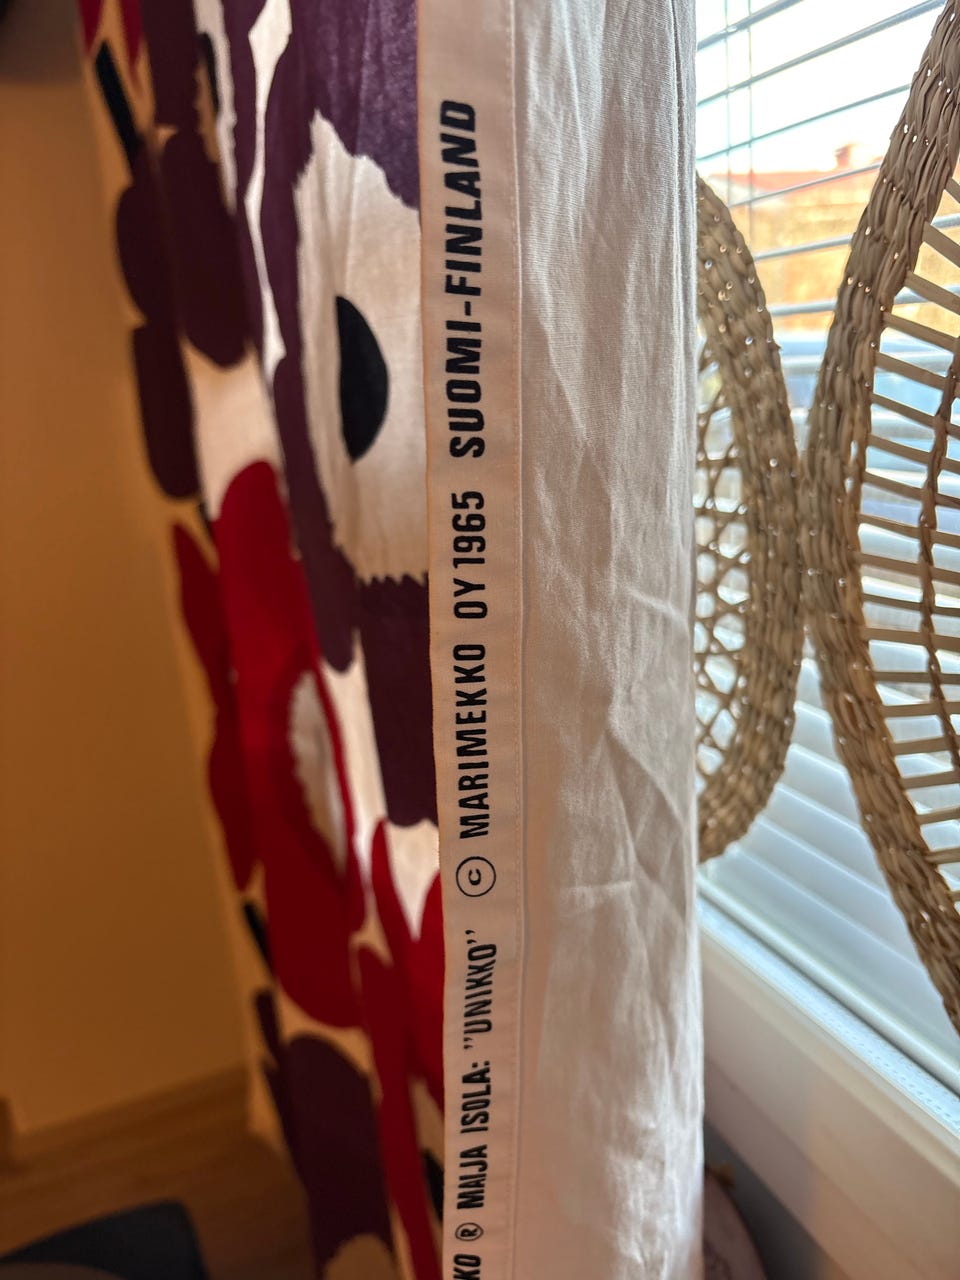 KO ® MAIJA ISOLA: "UNIKKO" © MARIMEKKO OY 1965 SUOMI-FINLAND